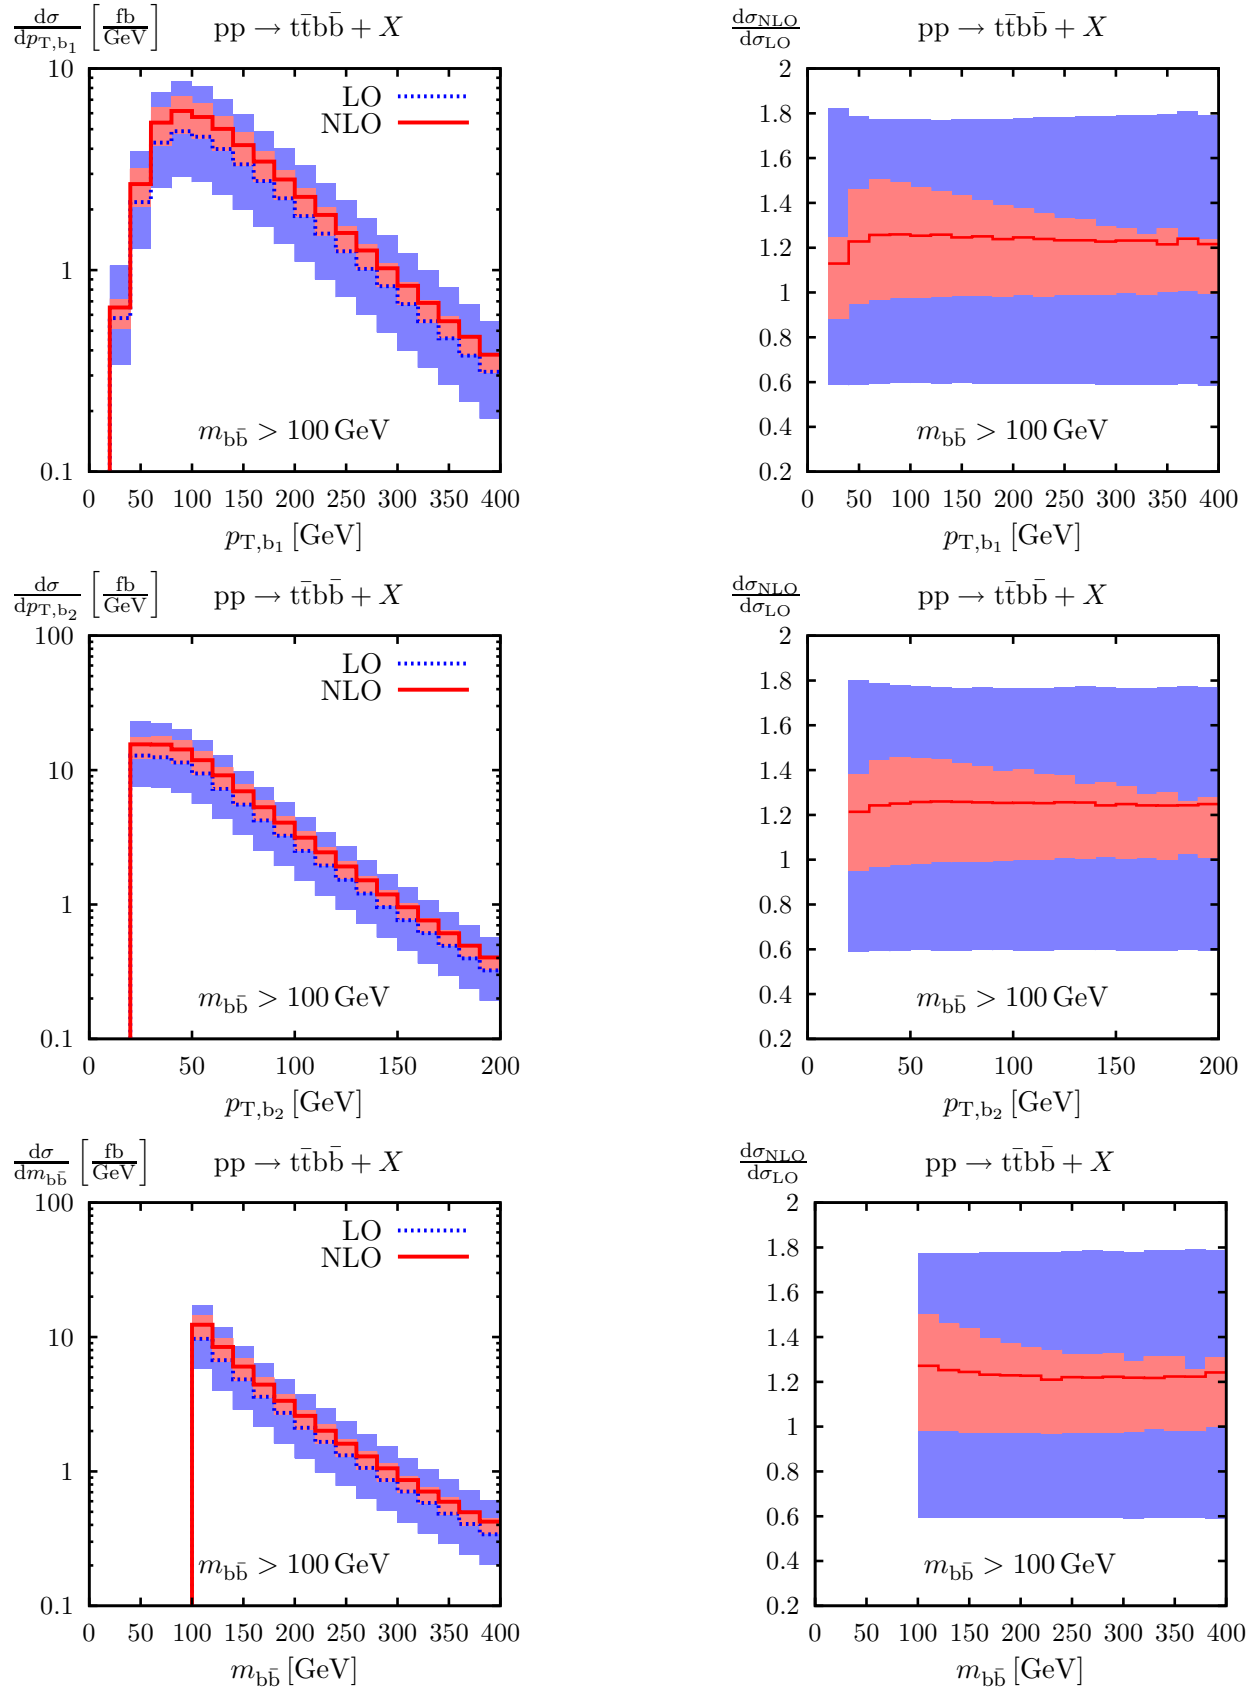 dσ/dp_T,b₁ [fb/GeV] pp → tt̄bb̄ + X
10
1
0.1
LO
NLO
m_bb̄ > 100 GeV
0 50 100 150 200 250 300 350 400
p_T,b₁ [GeV]
dσ_NLO/dσ_LO pp → tt̄bb̄ + X
2
1.8
1.6
1.4
1.2
1
0.8
0.6
0.4
0.2
m_bb̄ > 100 GeV
0 50 100 150 200 250 300 350 400
p_T,b₁ [GeV]
dσ/dp_T,b₂ [fb/GeV] pp → tt̄bb̄ + X
100
10
1
0.1
LO
NLO
m_bb̄ > 100 GeV
0 50 100 150 200
p_T,b₂ [GeV]
dσ_NLO/dσ_LO pp → tt̄bb̄ + X
2
1.8
1.6
1.4
1.2
1
0.8
0.6
0.4
0.2
m_bb̄ > 100 GeV
0 50 100 150 200
p_T,b₂ [GeV]
dσ/dm_bb̄ [fb/GeV] pp → tt̄bb̄ + X
100
10
1
0.1
LO
NLO
m_bb̄ > 100 GeV
0 50 100 150 200 250 300 350 400
m_bb̄ [GeV]
dσ_NLO/dσ_LO pp → tt̄bb̄ + X
2
1.8
1.6
1.4
1.2
1
0.8
0.6
0.4
0.2
m_bb̄ > 100 GeV
0 50 100 150 200 250 300 350 400
m_bb̄ [GeV]